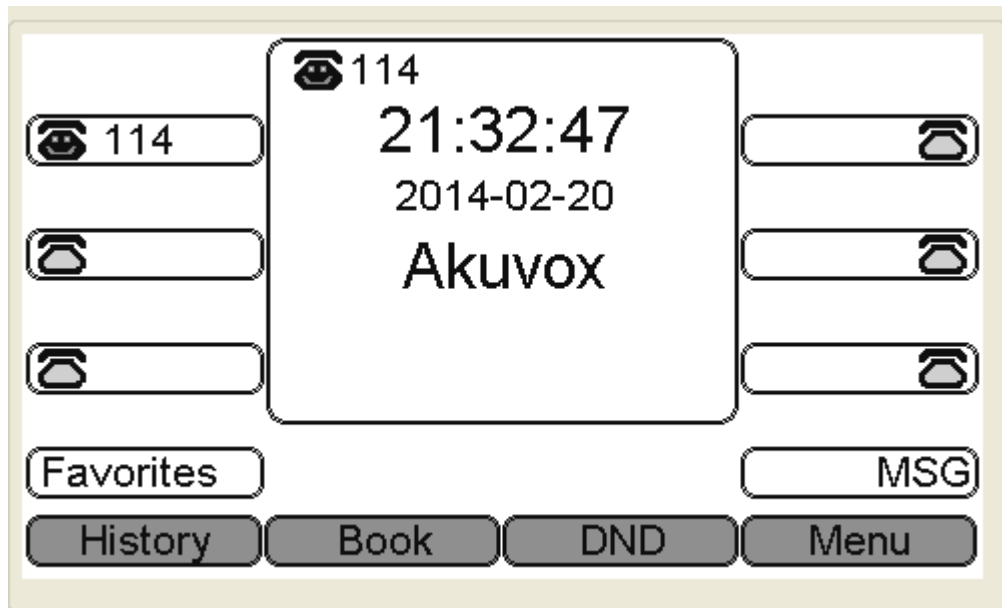 114
21:32:47
114
2014-02-20
Akuvox
Favorites
MSG
History
Book
DND
Menu